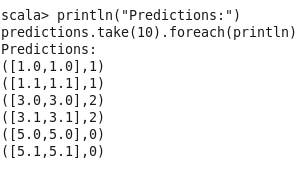 scala> println("Predictions:")
predictions.take(10).foreach(println)
Predictions:
([1.0,1.0],1)
([1.1,1.1],1)
([3.0,3.0],2)
([3.1,3.1],2)
([5.0,5.0],0)
([5.1,5.1],0)